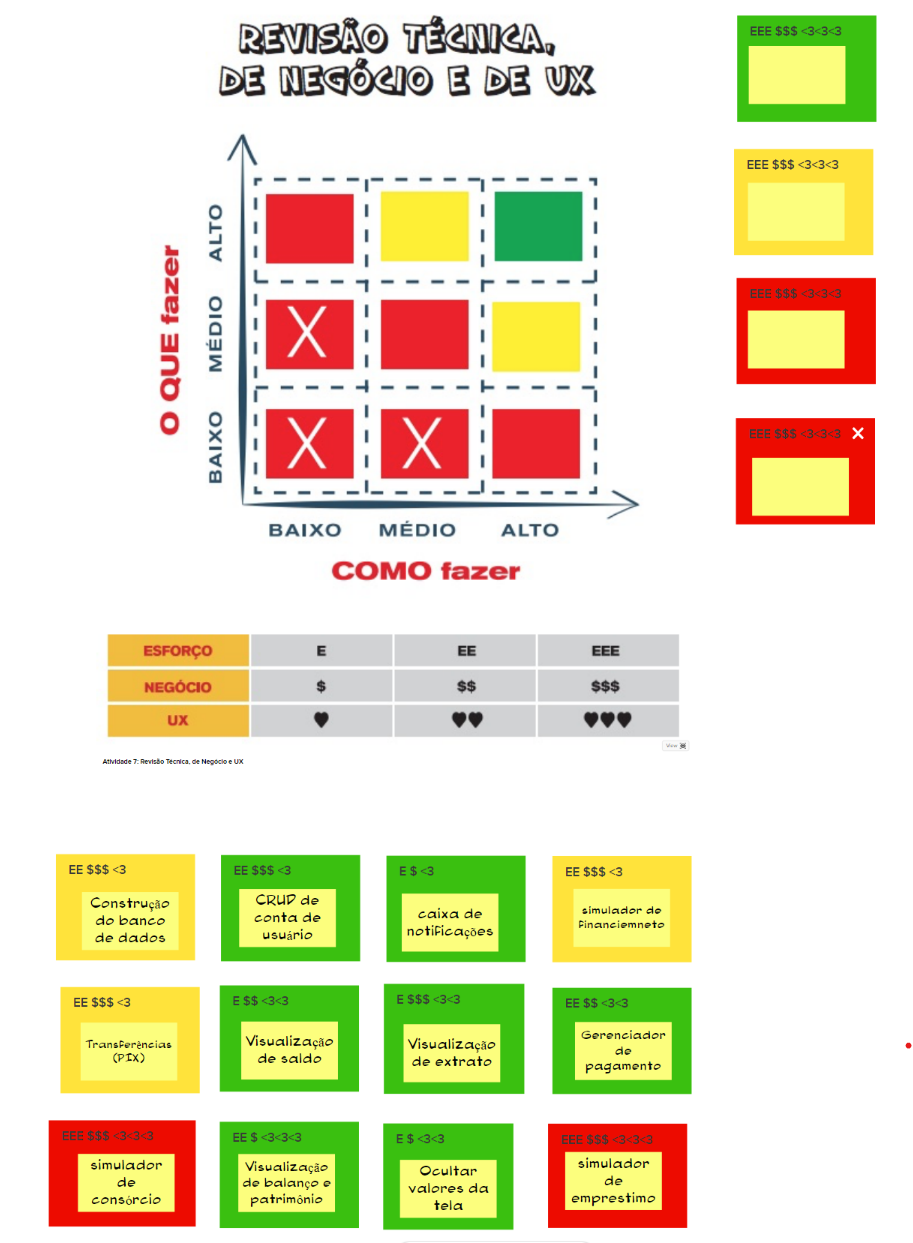 REVISÃO TÉCNICA,
DE NEGÓCIO E DE UX
EEE $$$ <3<3<3
EEE $$$ <3<3<3
EEE $$$ <3<3<3
EEE $$$ <3<3<3 X
O QUE fazer
ALTO
MÉDIO
BAIXO
X
X X
BAIXO MÉDIO ALTO
COMO fazer
ESFORÇO E EE EEE
NEGÓCIO $ $$ $$$
UX ♥ ♥♥ ♥♥♥
View
Atividade 7: Revisão Técnica, de Negócio e UX
EE $$$ <3
Construção
do banco
de dados
EE $$$ <3
CRUD de
conta de
usuário
E $ <3
caixa de
notificações
EE $$$ <3
simulador de
financiemneto
EE $$$ <3
Transferências
(PIX)
E $$ <3<3
Visualização
de saldo
E $$$ <3<3
Visualização
de extrato
EE $$ <3<3
Gerenciador
de
pagamento
EEE $$$ <3<3<3
simulador
de
consórcio
EE $ <3<3<3
Visualização
de balanço e
patrimônio
E $ <3<3
Ocultar
valores da
tela
EEE $$$ <3<3<3
simulador
de
emprestimo